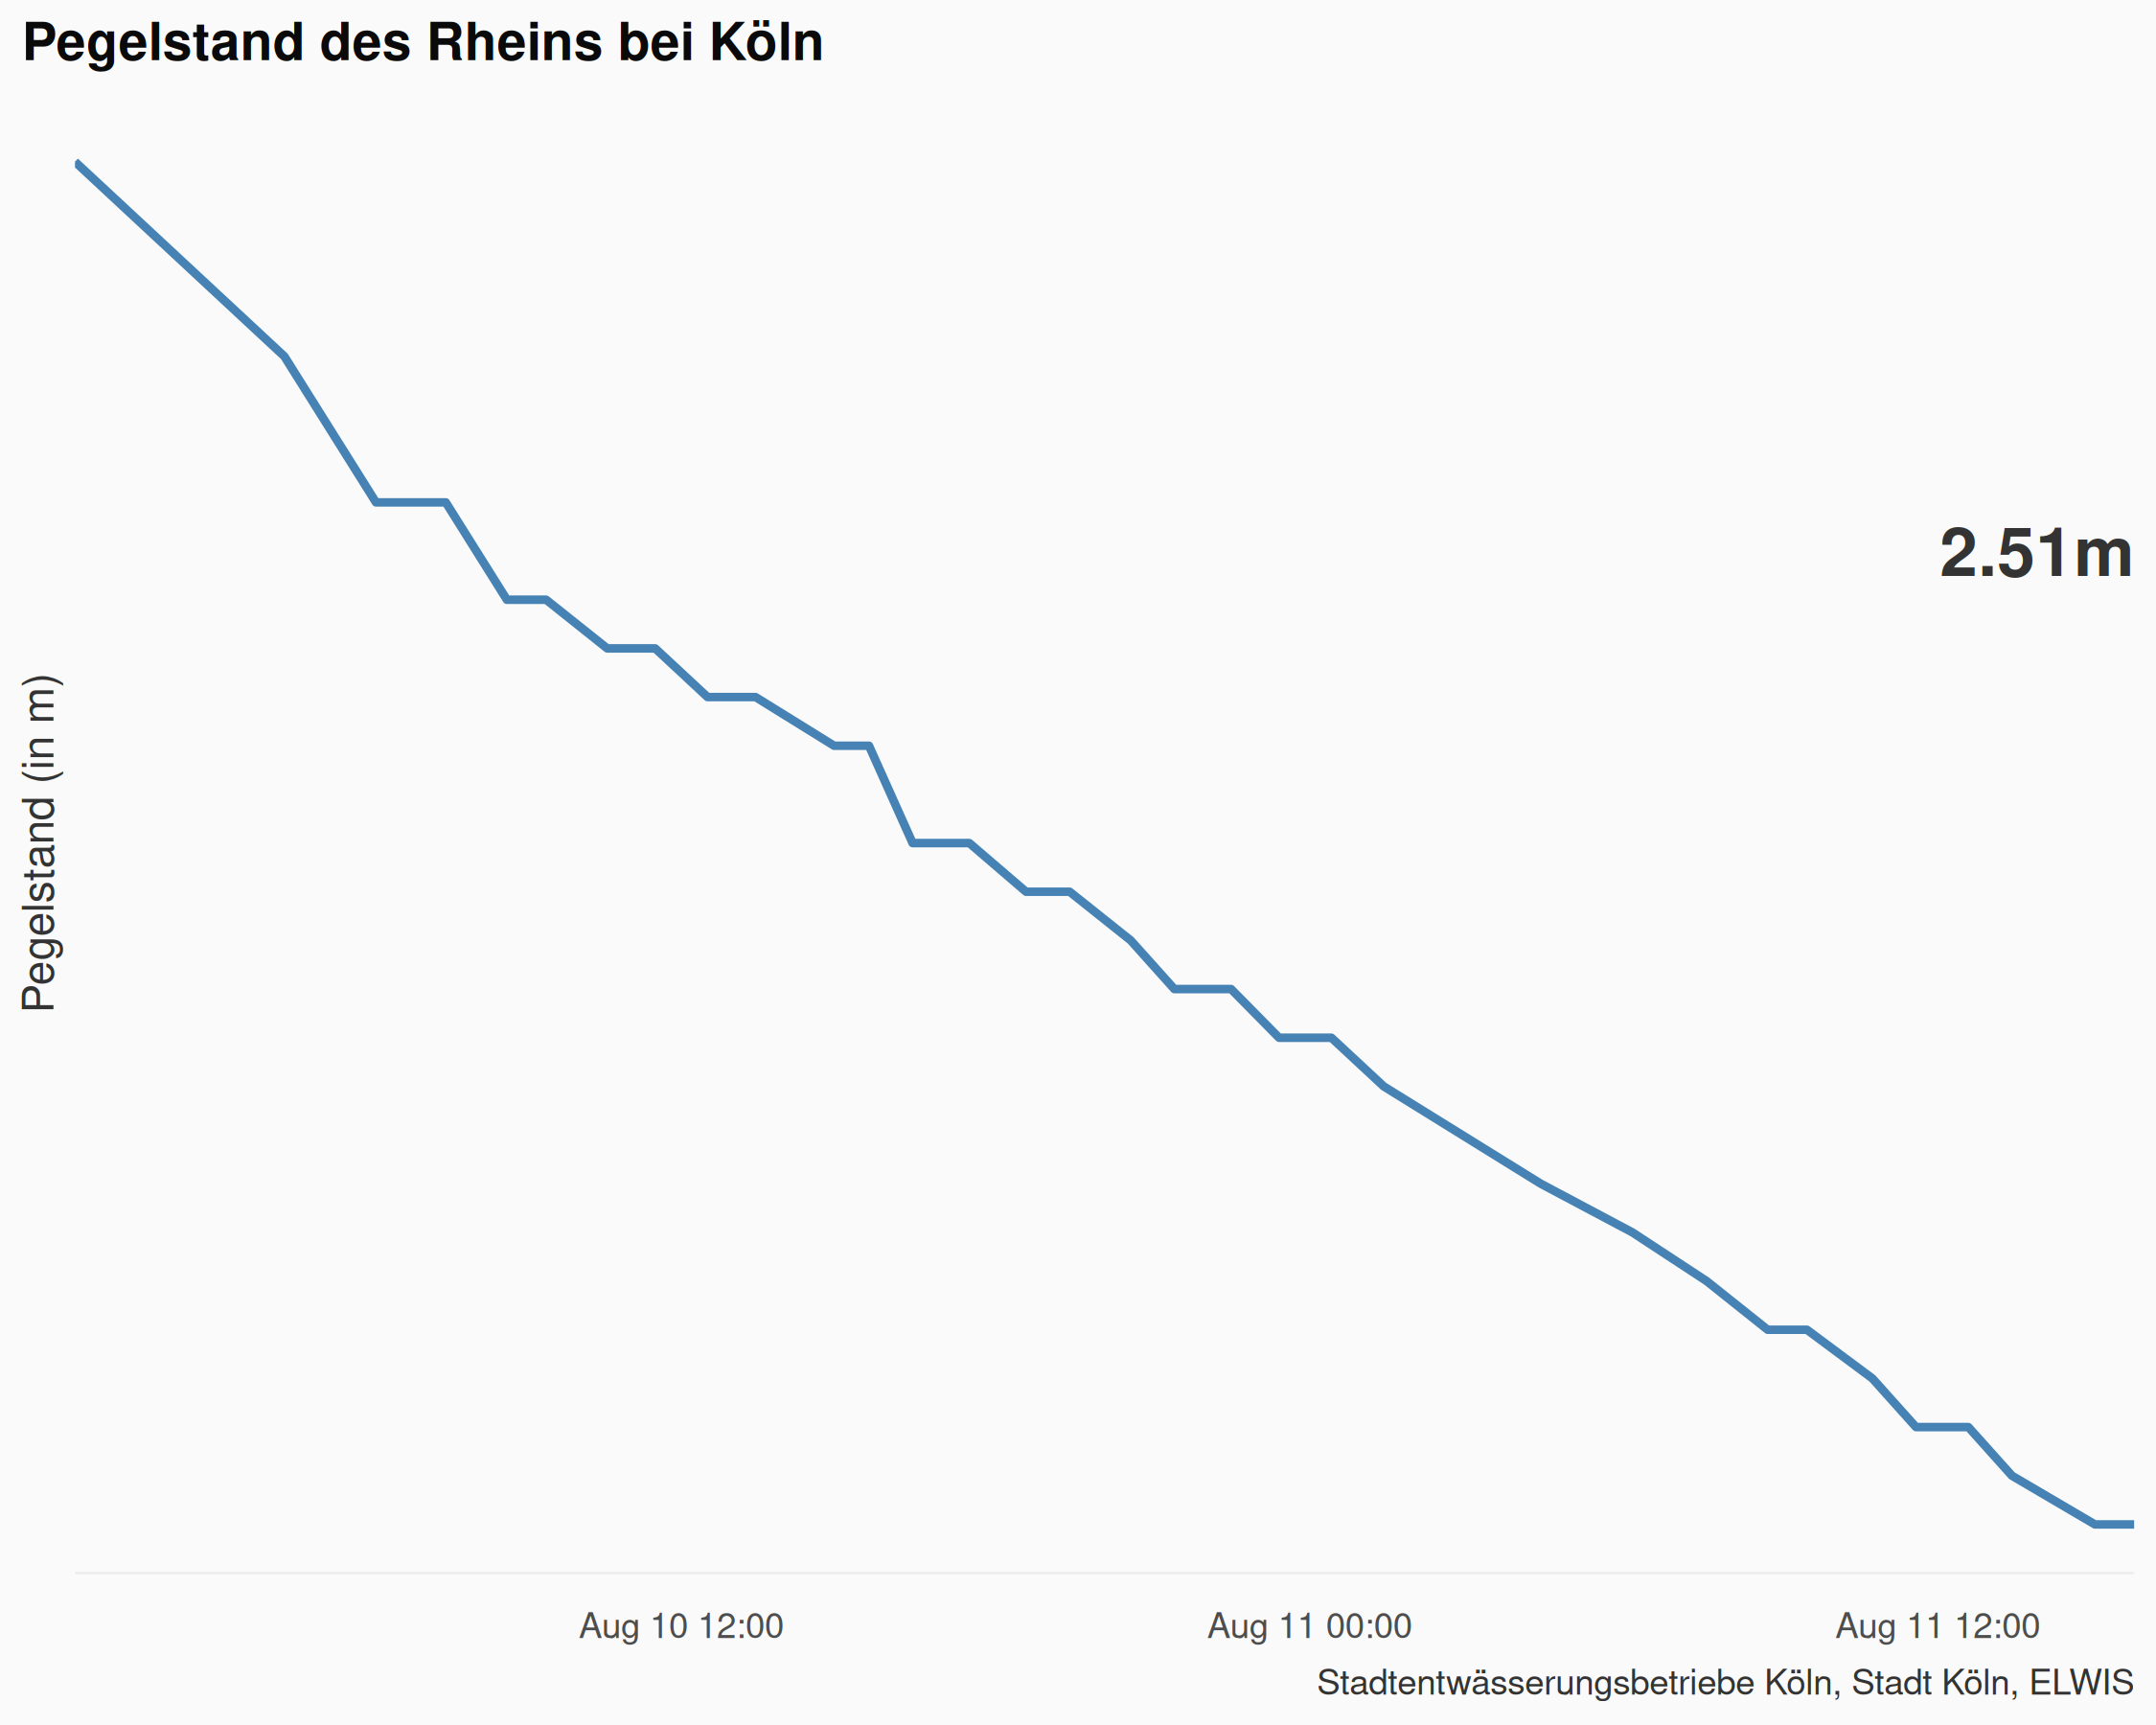 Pegelstand des Rheins bei Köln
2.51m
Pegelstand (in m)
Aug 10 12:00
Aug 11 00:00
Aug 11 12:00
Stadtentwässerungsbetriebe Köln, Stadt Köln, ELWIS